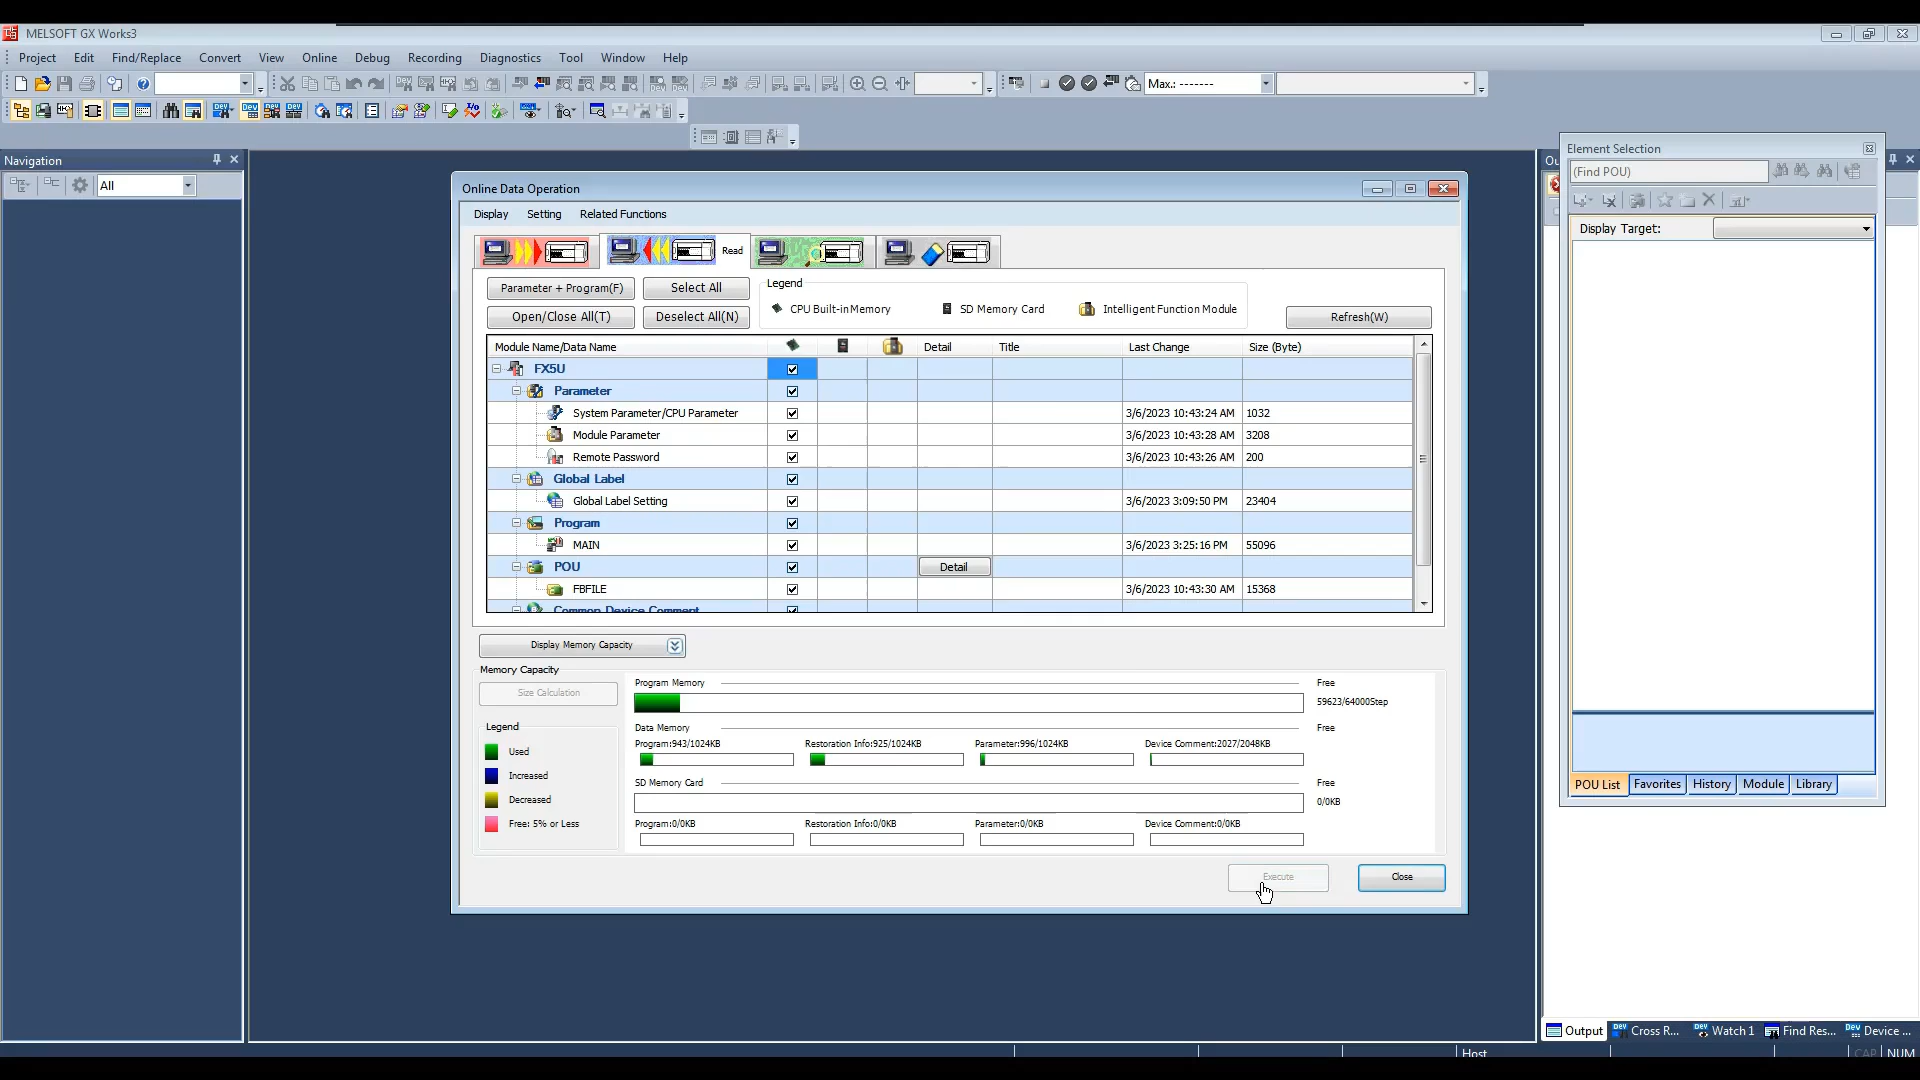 MELSOFT GX Works3
Project Edit Find/Replace Convert View Online Debug Recording Diagnostics Tool Window Help
Max.: -------
Navigation
All
Online Data Operation
Display Setting Related Functions
Read
Parameter + Program(F) Select All
Open/Close All(T) Deselect All(N)
Legend
CPU Built-in Memory SD Memory Card Intelligent Function Module
Refresh(W)
Module Name/Data Name Detail Title Last Change Size (Byte)
FX5U
Parameter
System Parameter/CPU Parameter 3/6/2023 10:43:24 AM 1032
Module Parameter 3/6/2023 10:43:28 AM 3208
Remote Password 3/6/2023 10:43:26 AM 200
Global Label
Global Label Setting 3/6/2023 3:09:50 PM 23404
Program
MAIN 3/6/2023 3:25:16 PM 55096
POU Detail
FBFILE 3/6/2023 10:43:30 AM 15368
Common Device Comment
Display Memory Capacity
Memory Capacity
Size Calculation
Legend
Used
Increased
Decreased
Free: 5% or Less
Program Memory Free
59623/64000Step
Data Memory Free
Program:943/1024KB Restoration Info:925/1024KB Parameter:996/1024KB Device Comment:2027/2048KB
SD Memory Card Free
0/0KB
Program:0/0KB Restoration Info:0/0KB Parameter:0/0KB Device Comment:0/0KB
Execute Close
Ou
Element Selection
(Find POU)
Display Target:
POU List Favorites History Module Library
Output Cross R... Watch 1 Find Res... Device ...
Host CAP NUM